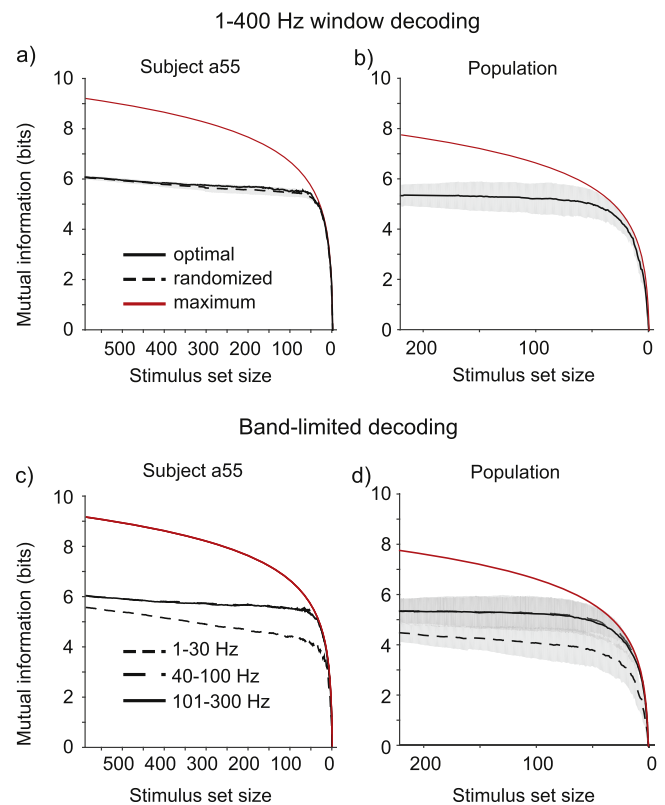 1-400 Hz window decoding
a)
Subject a55
b)
Population
Mutual information (bits)
10
8
6
4
2
0
optimal
randomized
maximum
500 400 300 200 100 0
Stimulus set size
10
8
6
4
2
0
200 100 0
Stimulus set size
Band-limited decoding
c)
Subject a55
d)
Population
Mutual information (bits)
10
8
6
4
2
0
1-30 Hz
40-100 Hz
101-300 Hz
500 400 300 200 100 0
Stimulus set size
10
8
6
4
2
0
200 100 0
Stimulus set size